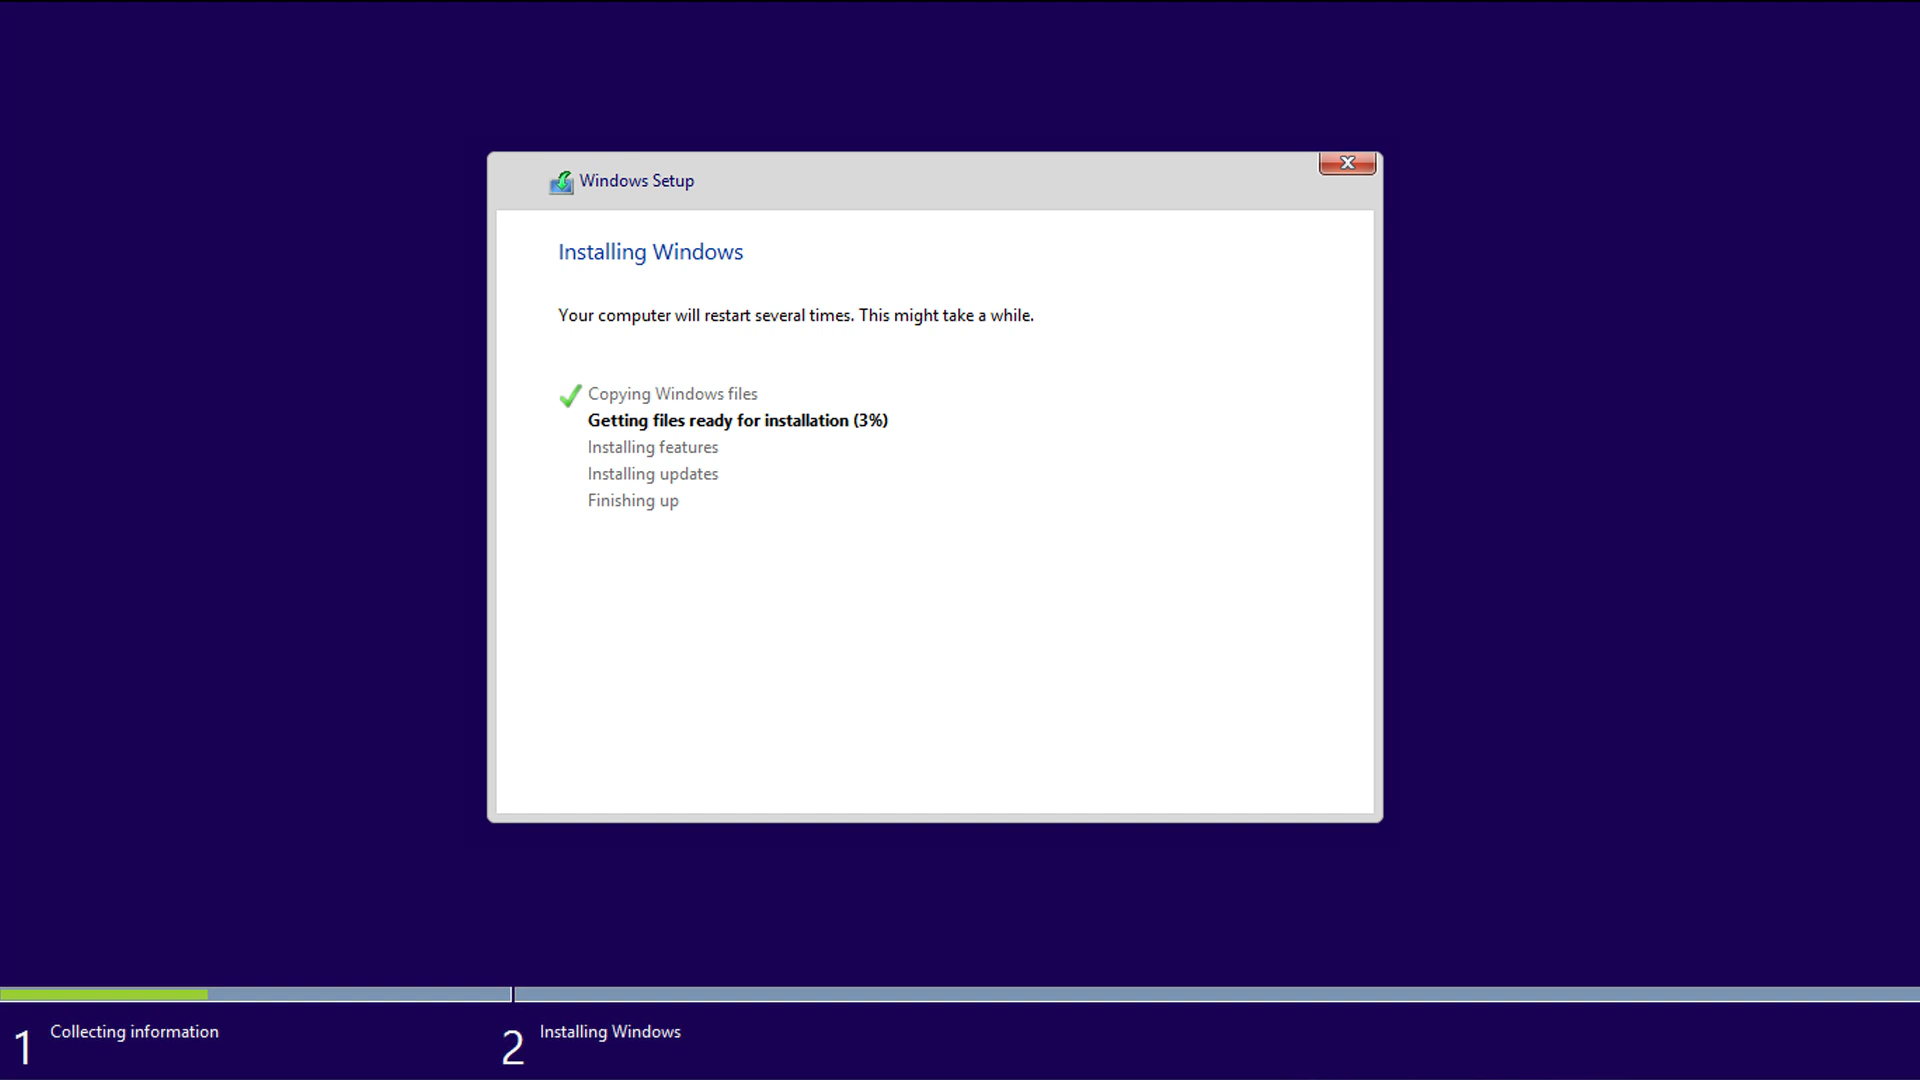 Windows Setup
Installing Windows
Your computer will restart several times. This might take a while.
Copying Windows files
Getting files ready for installation (3%)
Installing features
Installing updates
Finishing up
1 Collecting information
2 Installing Windows